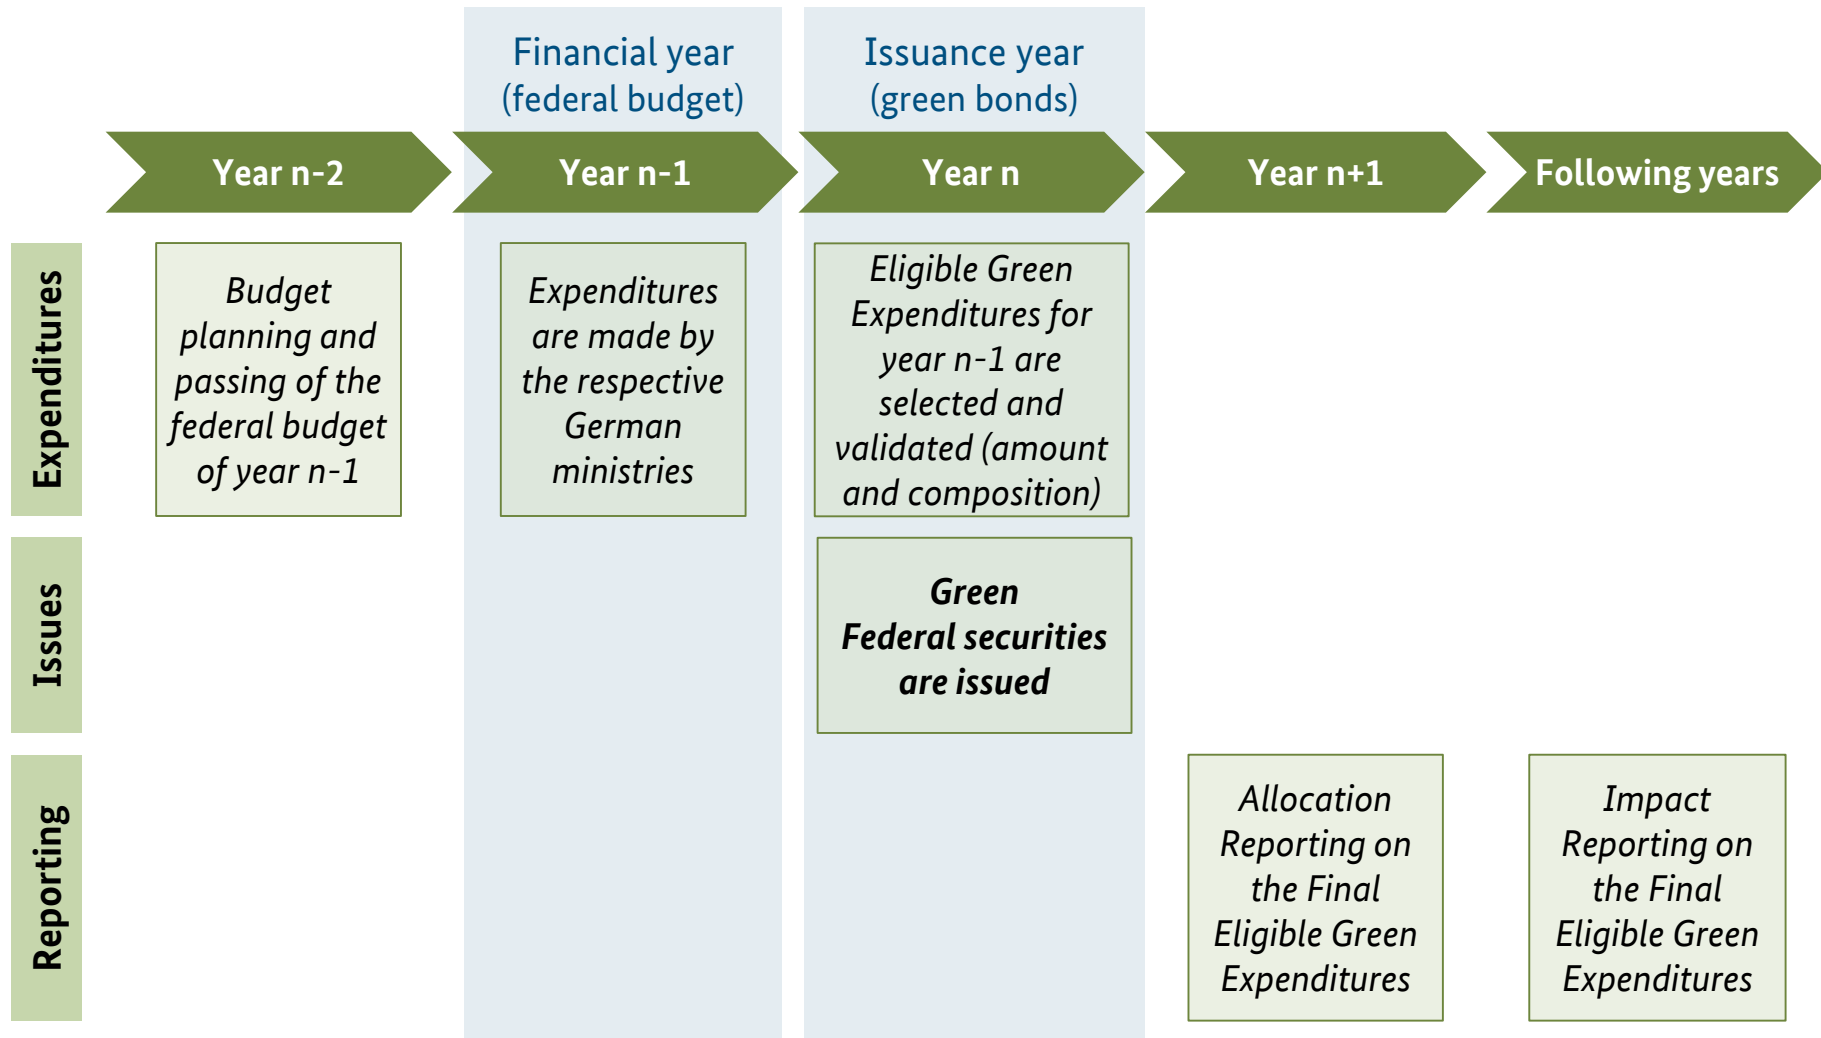 Financial year
(federal budget)
Issuance year
(green bonds)
Year n-2
Year n-1
Year n
Year n+1
Following years
Expenditures
Budget
planning and
passing of the
federal budget
of year n-1
Expenditures
are made by
the respective
German
ministries
Eligible Green
Expenditures for
year n-1 are
selected and
validated (amount
and composition)
Issues
Green
Federal securities
are issued
Reporting
Allocation
Reporting on
the Final
Eligible Green
Expenditures
Impact
Reporting on
the Final
Eligible Green
Expenditures